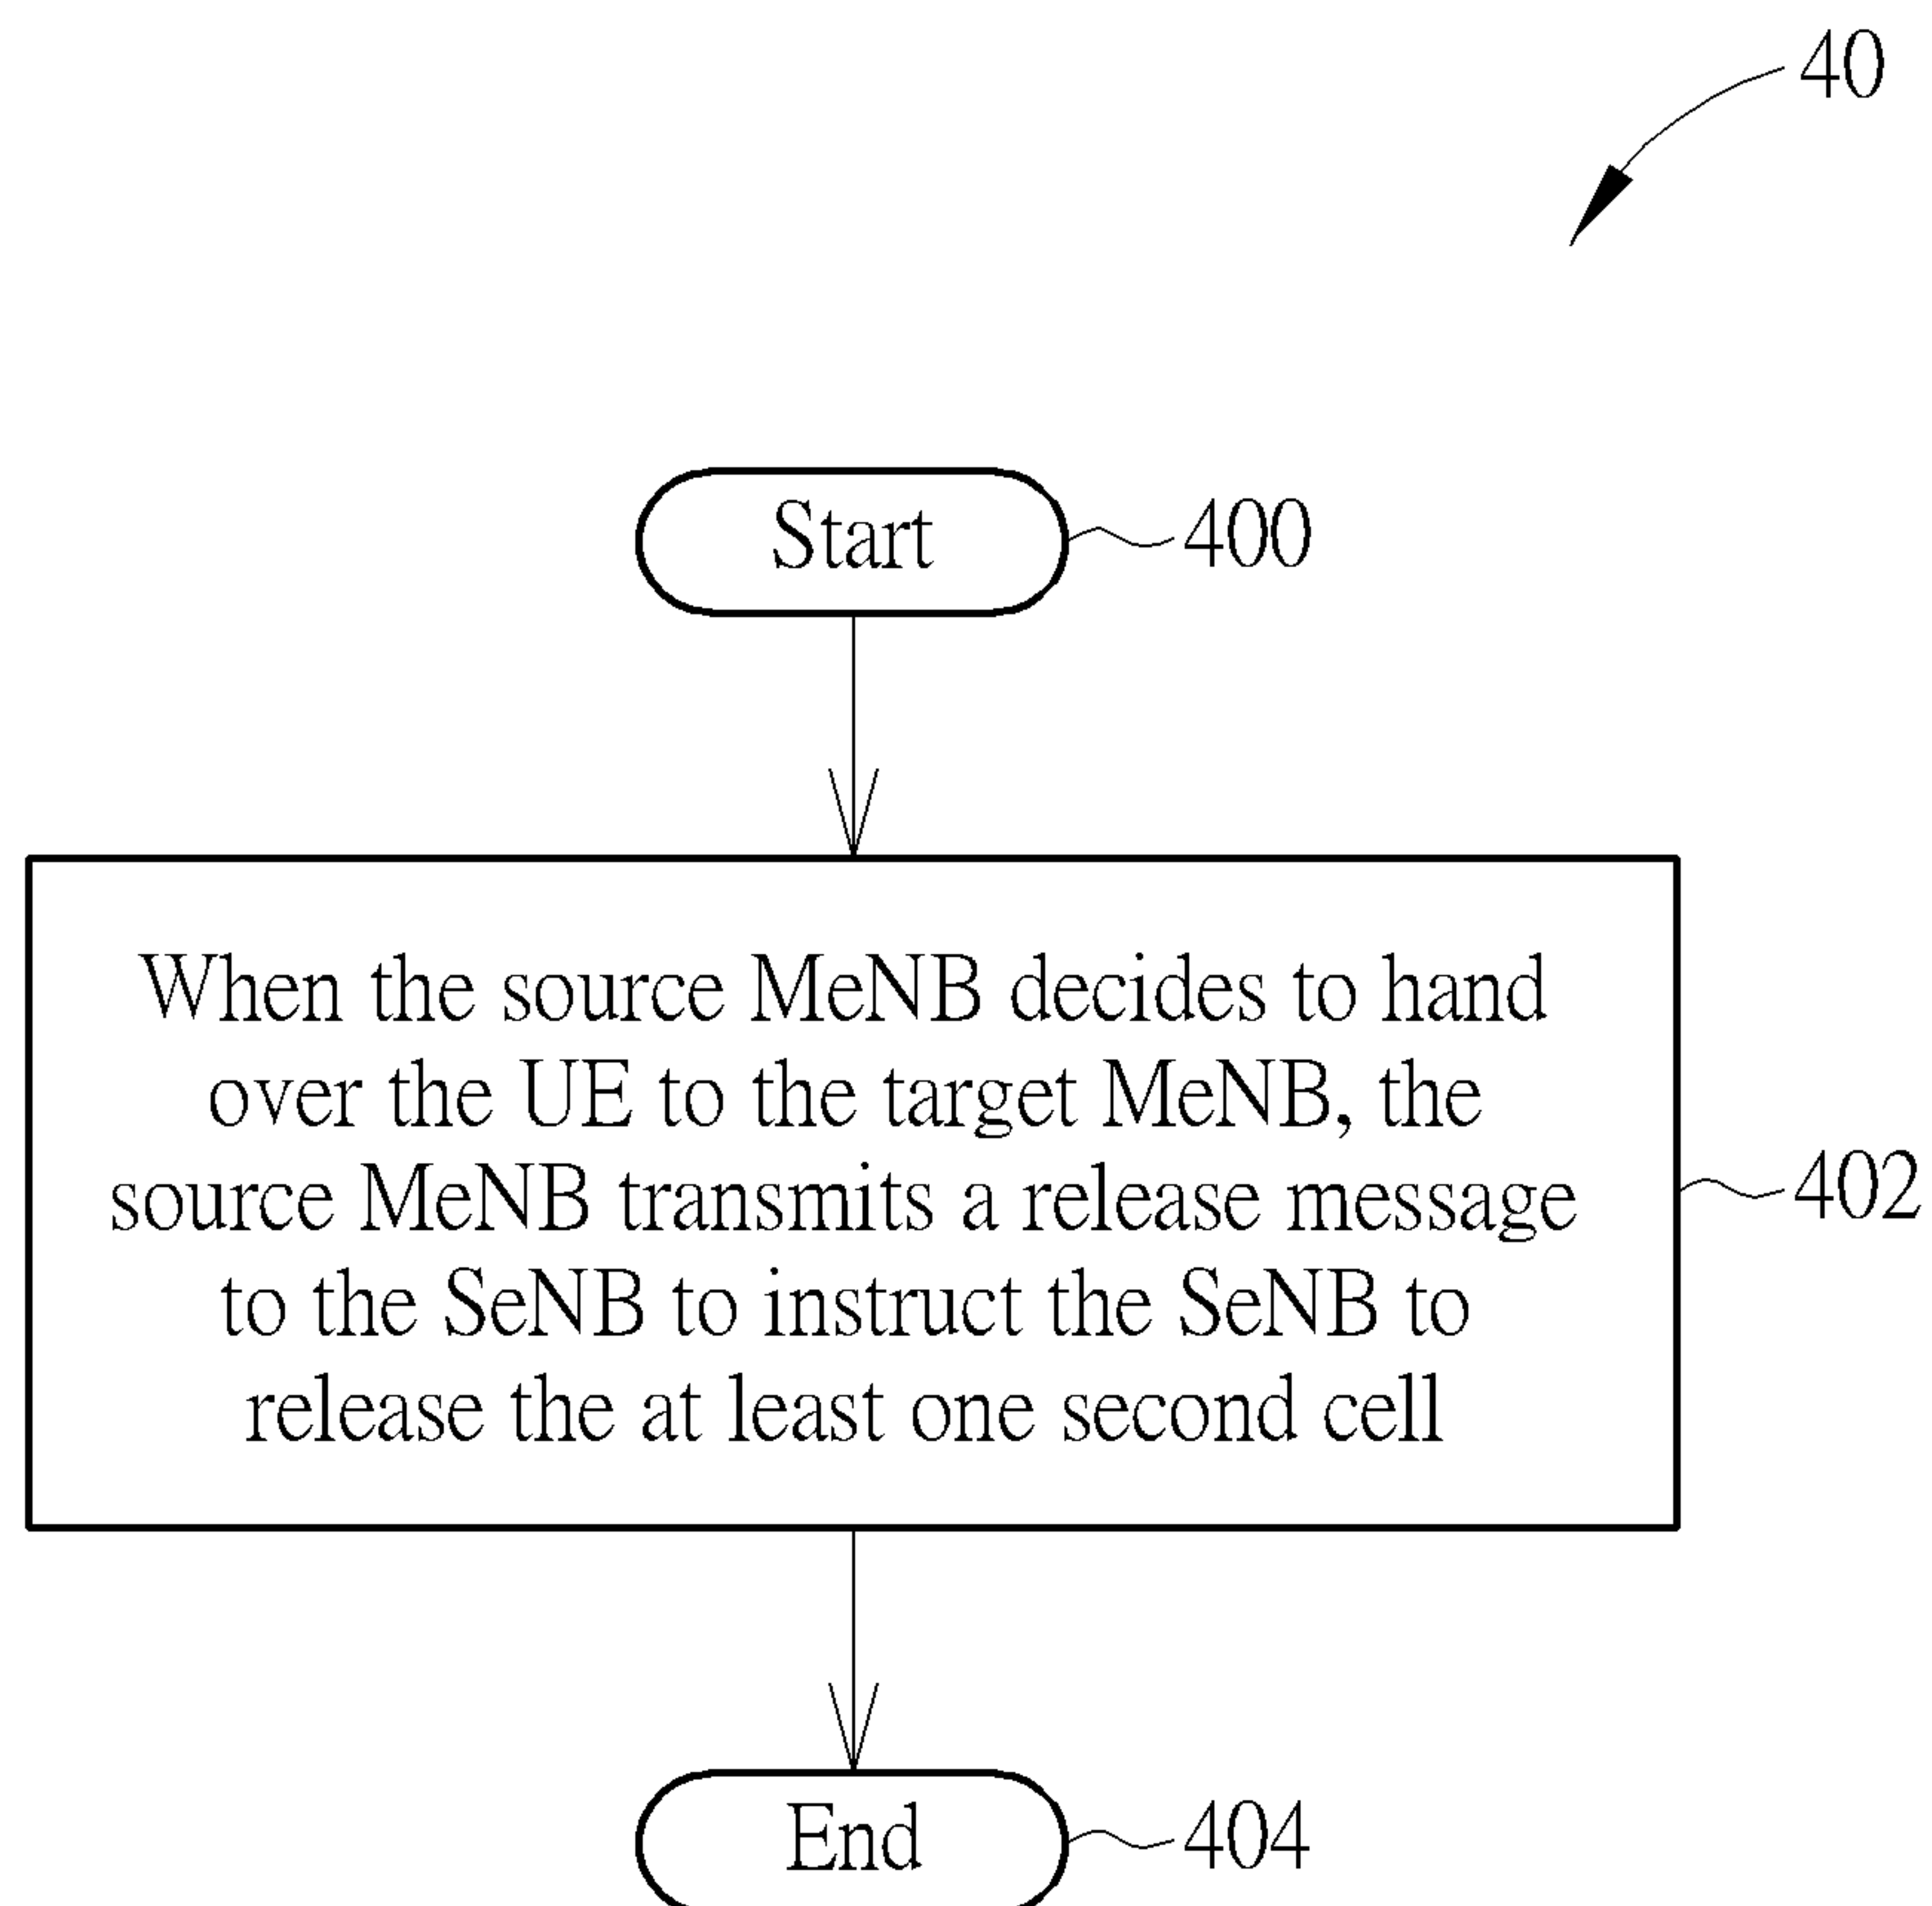 40
Start
400
When the source MeNB decides to hand
over the UE to the target MeNB, the
source MeNB transmits a release message
to the SeNB to instruct the SeNB to
release the at least one second cell
402
End
404